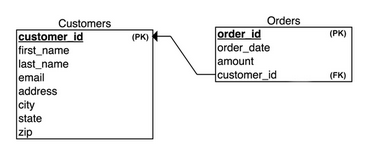 Customers
customer_id (PK)
first_name
last_name
email
address
city
state
zip
Orders
order_id (PK)
order_date
amount
customer_id (FK)